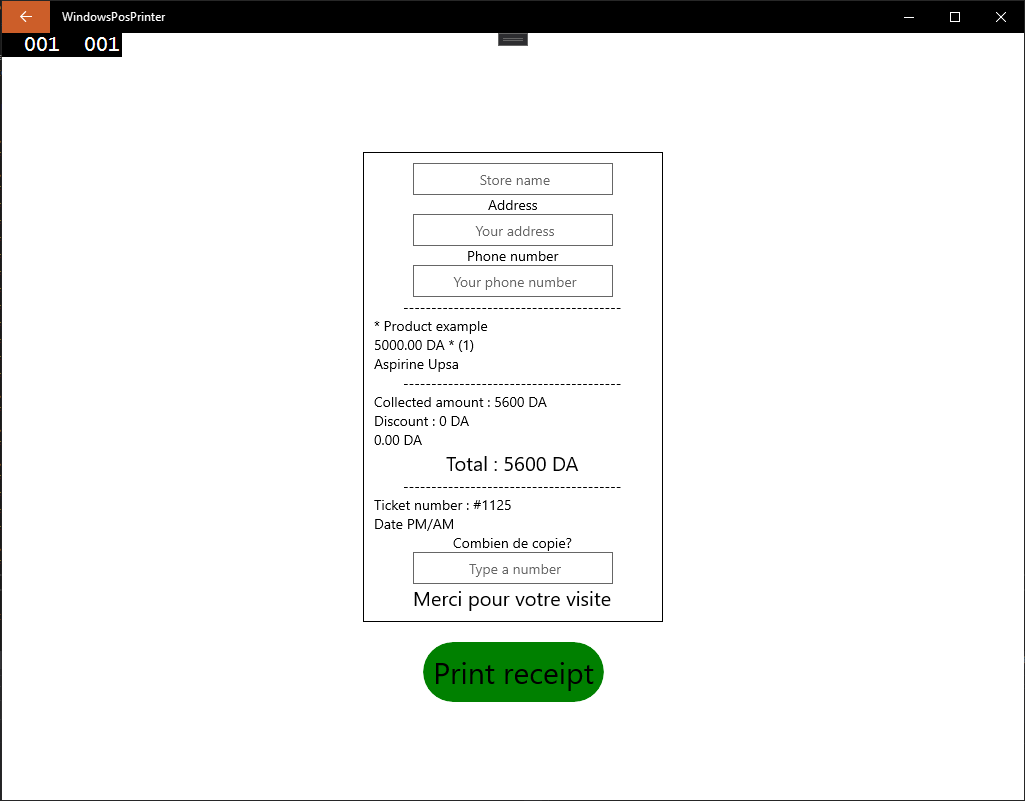 WindowsPosPrinter
001 001
Store name
Address
Your address
Phone number
Your phone number
---------------------------------------
* Product example
5000.00 DA * (1)
Aspirine Upsa
---------------------------------------
Collected amount : 5600 DA
Discount : 0 DA
0.00 DA
Total : 5600 DA
---------------------------------------
Ticket number : #1125
Date PM/AM
Combien de copie?
Type a number
Merci pour votre visite
Print receipt